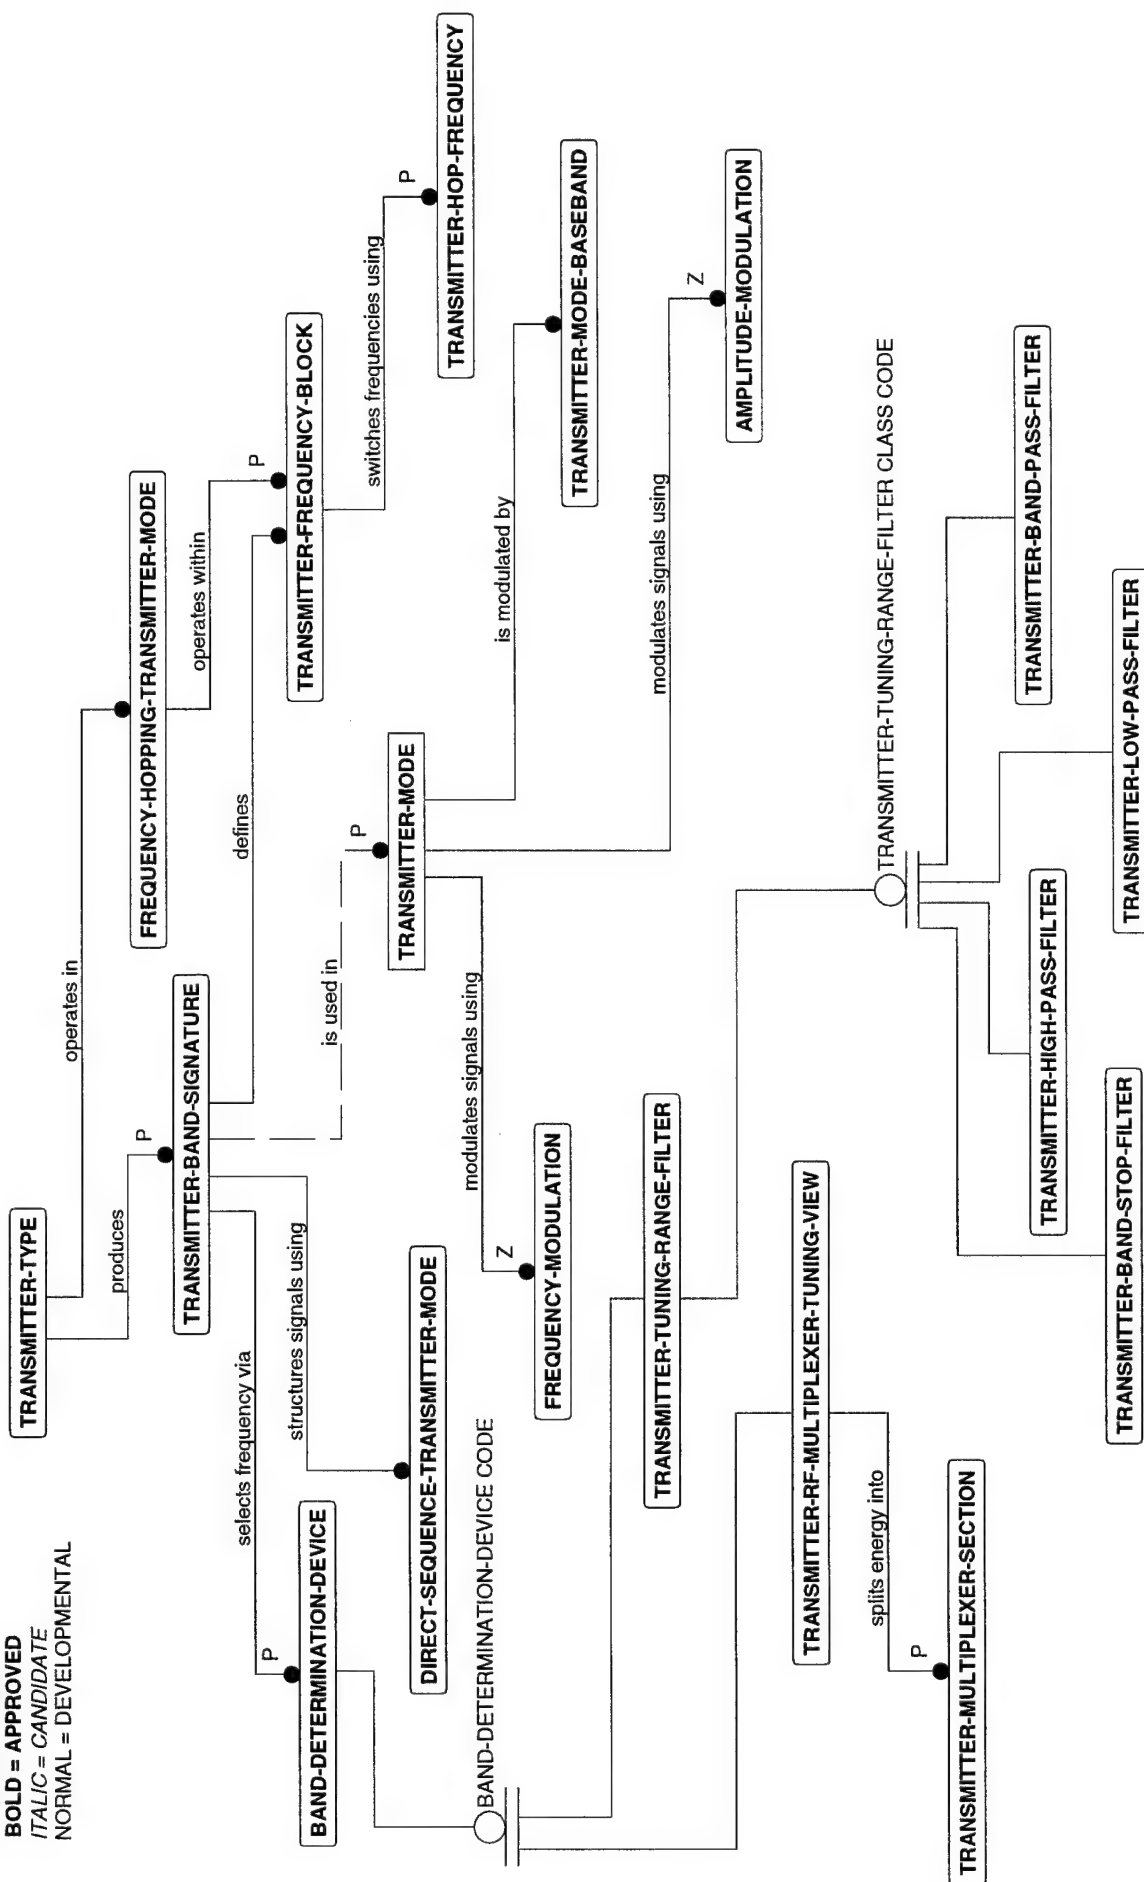 BOLD = APPROVED
ITALIC = CANDIDATE
NORMAL = DEVELOPMENTAL
TRANSMITTER-TYPE
operates in
produces
P
FREQUENCY-HOPPING-TRANSMITTER-MODE
TRANSMITTER-BAND-SIGNATURE
operates within
P
selects frequency via
structures signals using
is used in
defines
P
TRANSMITTER-FREQUENCY-BLOCK
BAND-DETERMINATION-DEVICE
P
TRANSMITTER-MODE
switches frequencies using
P
TRANSMITTER-HOP-FREQUENCY
DIRECT-SEQUENCE-TRANSMITTER-MODE
modulates signals using
is modulated by
BAND-DETERMINATION-DEVICE CODE
Z
FREQUENCY-MODULATION
TRANSMITTER-MODE-BASEBAND
TRANSMITTER-TUNING-RANGE-FILTER
modulates signals using
Z
AMPLITUDE-MODULATION
TRANSMITTER-RF-MULTIPLEXER-TUNING-VIEW
splits energy into
P
TRANSMITTER-TUNING-RANGE-FILTER CLASS CODE
TRANSMITTER-MULTIPLEXER-SECTION
TRANSMITTER-HIGH-PASS-FILTER
TRANSMITTER-BAND-PASS-FILTER
TRANSMITTER-BAND-STOP-FILTER
TRANSMITTER-LOW-PASS-FILTER